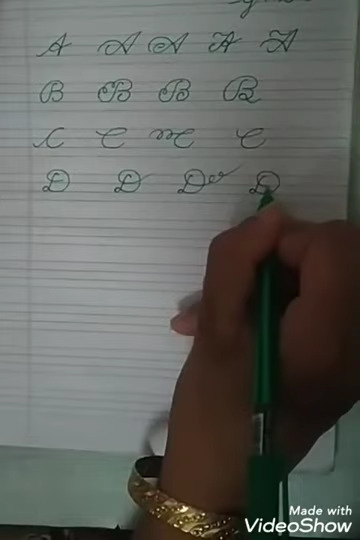 A A A A A
B B B B
C C C C
D D D D
Made with
VideoShow